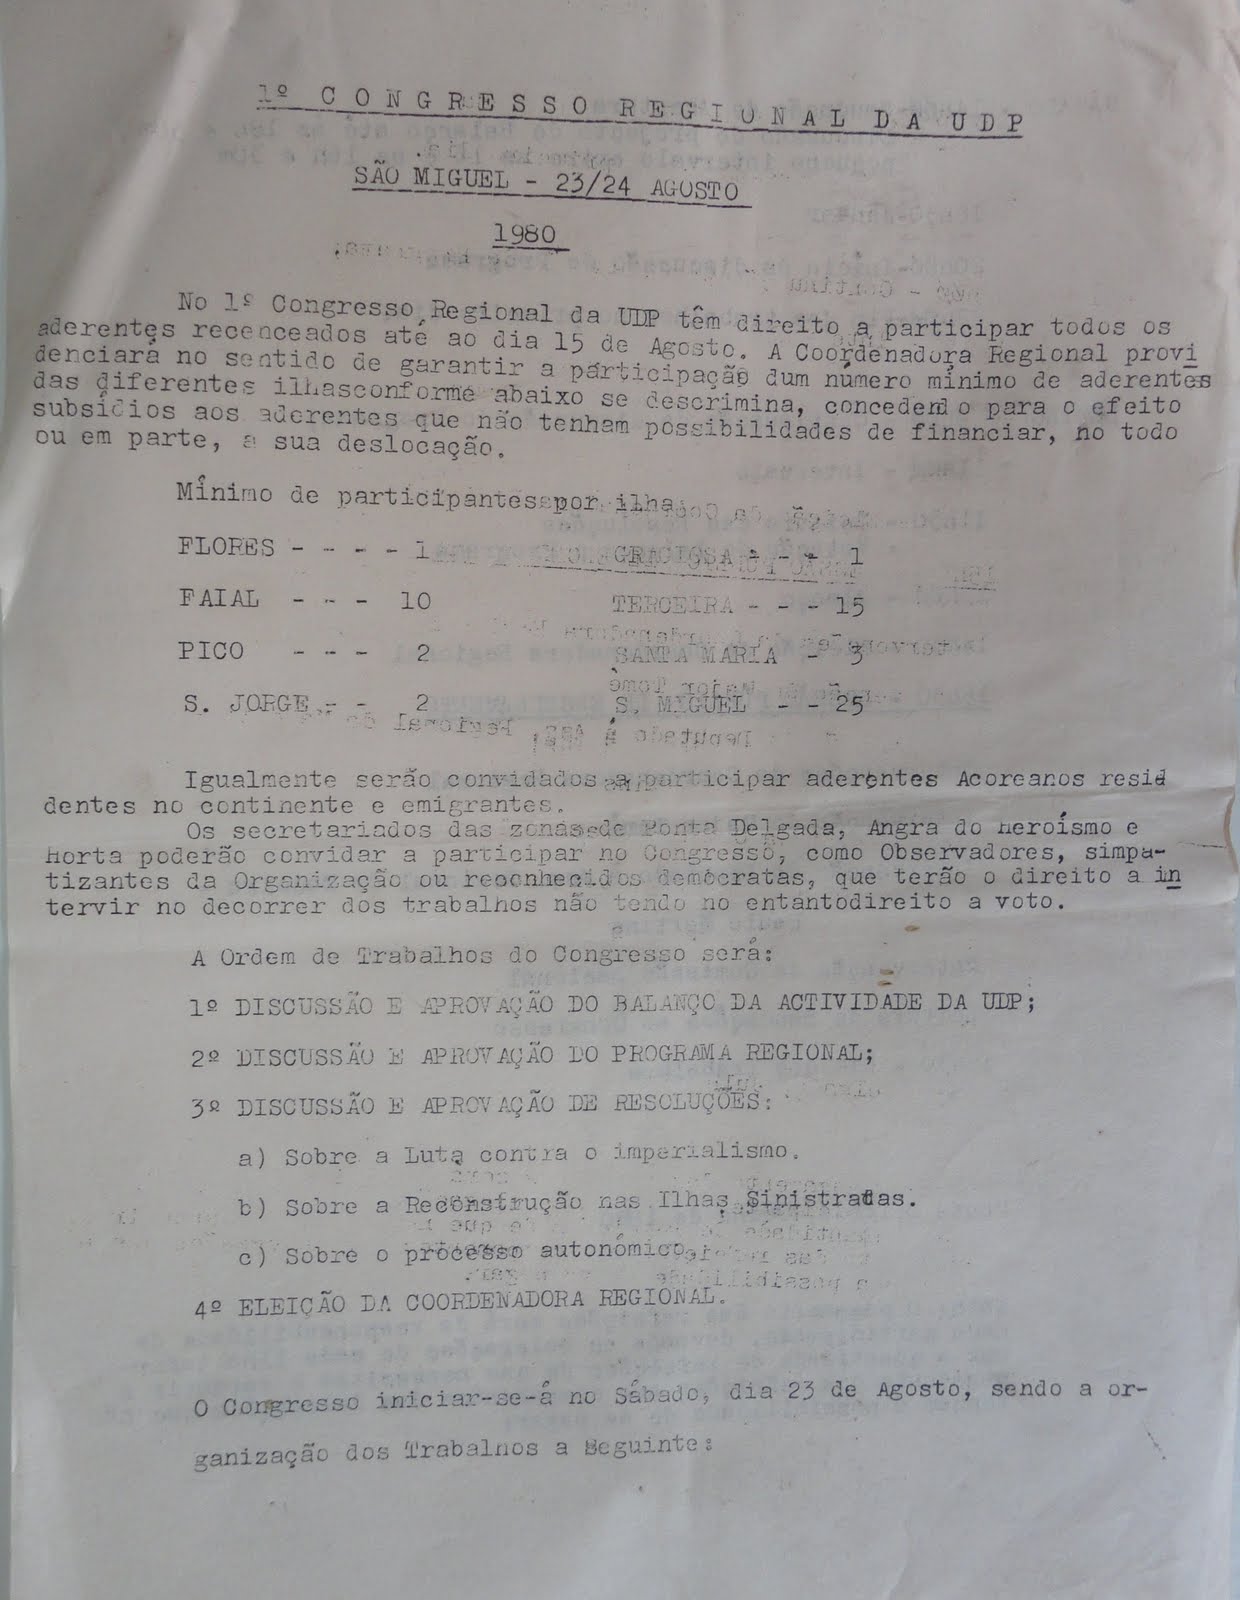 1º CONGRESSO REGIONAL DA UDP
SÃO MIGUEL - 23/24 AGOSTO
1980
No 1º Congresso Regional da UDP têm direito a participar todos os
aderentes recenceados até ao dia 15 de Agosto. A Coordenadora Regional provi
denciará no sentido de garantir a participação dum número mínimo de aderentes
das diferentes ilhasconforme abaixo se descrimina, concedendo para o efeito
subsídios aos aderentes que não tenham possibilidades de financiar, no todo
ou em parte, a sua deslocação.
Mínimo de participantes por ilha
FLORES - - - - 1 GRACIOSA - - - 1
FAIAL - - - 10 TERCEIRA - - - 15
PICO - - - 2 SANTA MARIA - 3
S. JORGE - - 2 S. MIGUEL - - 25
Igualmente serão convidados a participar aderentes Acoreanos resid
dentes no continente e emigrantes.
Os secretariados das zonas de Ponta Delgada, Angra do Heroísmo e
Horta poderão convidar a participar no Congresso, como Observadores, simpa-
tizantes da Organização ou reconhecidos democratas, que terão o direito a in
tervir no decorrer dos trabalhos não tendo no entantodireito a voto.
A Ordem de Trabalhos do Congresso será:
1º DISCUSSÃO E APROVAÇÃO DO BALANÇO DA ACTIVIDADE DA UDP;
2º DISCUSSÃO E APROVAÇÃO DO PROGRAMA REGIONAL;
3º DISCUSSÃO E APROVAÇÃO DE RESOLUÇÕES:
a) Sobre a Luta contra o imperialismo.
b) Sobre a Reconstrução nas Ilhas Sinistradas.
c) Sobre o processo autonómico.
4º ELEIÇÃO DA COORDENADORA REGIONAL.
O Congresso iniciar-se-á no Sábado, dia 23 de Agosto, sendo a or-
ganização dos Trabalhos a Seguinte: